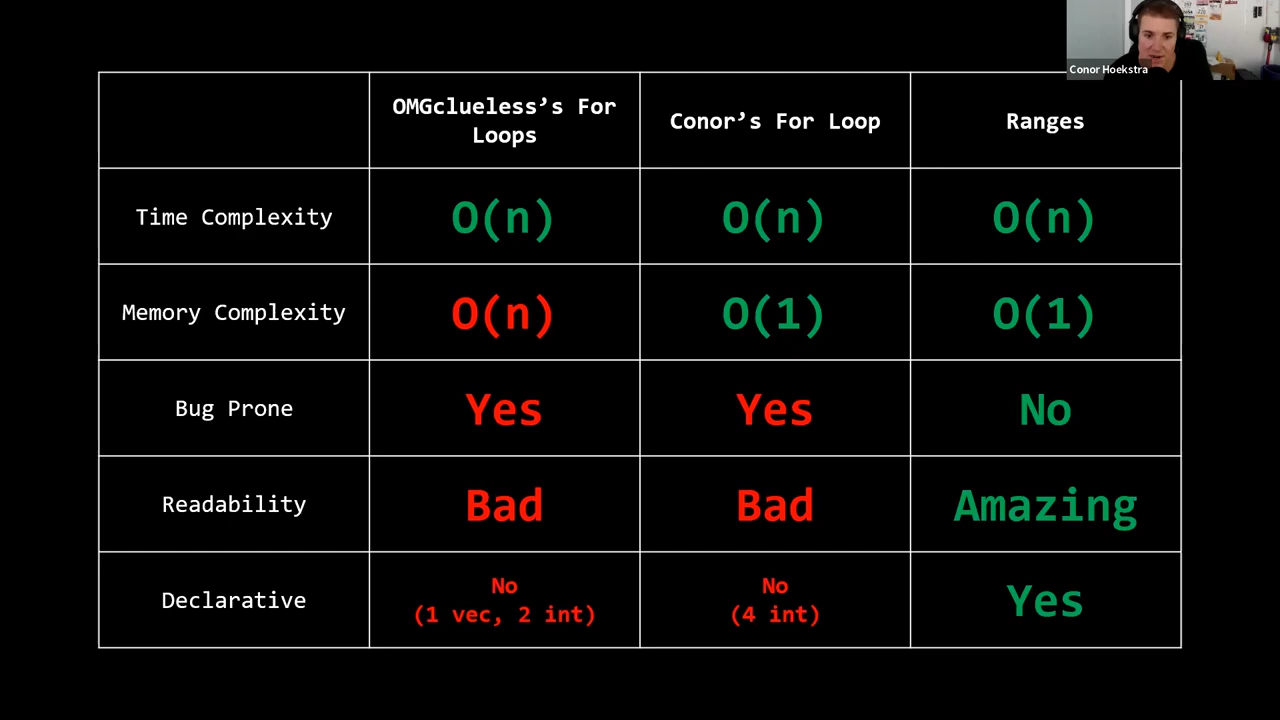 Conor Hoekstra
OMGclueless’s For
Loops
Conor’s For Loop
Ranges
Time Complexity
O(n)
O(n)
O(n)
Memory Complexity
O(n)
O(1)
O(1)
Bug Prone
Yes
Yes
No
Readability
Bad
Bad
Amazing
Declarative
No
(1 vec, 2 int)
No
(4 int)
Yes